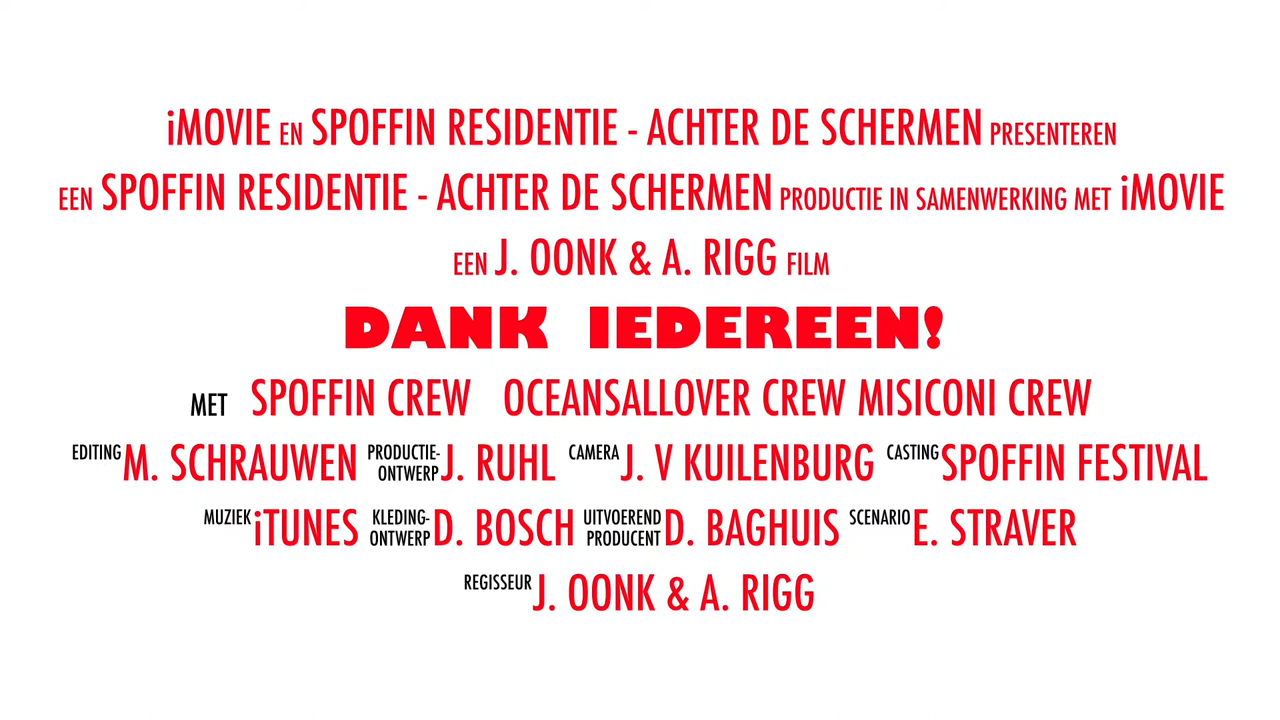 iMOVIE EN SPOFFIN RESIDENTIE - ACHTER DE SCHERMEN PRESENTEREN
EEN SPOFFIN RESIDENTIE - ACHTER DE SCHERMEN PRODUCTIE IN SAMENWERKING MET iMOVIE
EEN J. OONK & A. RIGG FILM
DANK IEDEREEN!
MET SPOFFIN CREW OCEANSALLOVER CREW MISICONI CREW
EDITING M. SCHRAUWEN PRODUCTIE-ONTWERP J. RUHL CAMERA J. V KUILENBURG CASTING SPOFFIN FESTIVAL
MUZIEK iTUNES KLEDING-ONTWERP D. BOSCH UITVOEREND PRODUCENT D. BAGHUIS SCENARIO E. STRAVER
REGISSEUR J. OONK & A. RIGG